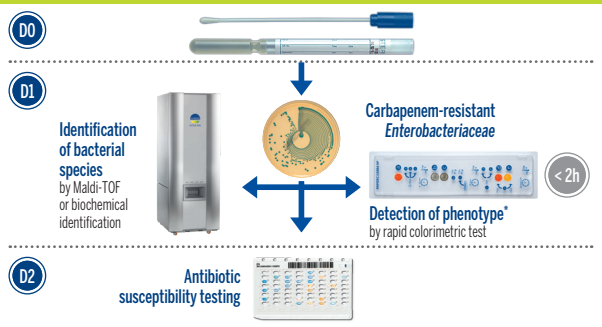 D0
D1
Identification
of bacterial
species
by Maldi-TOF
or biochemical
identification
Carbapenem-resistant
Enterobacteriaceae
< 2h
Detection of phenotype*
by rapid colorimetric test
D2
Antibiotic
susceptibility testing